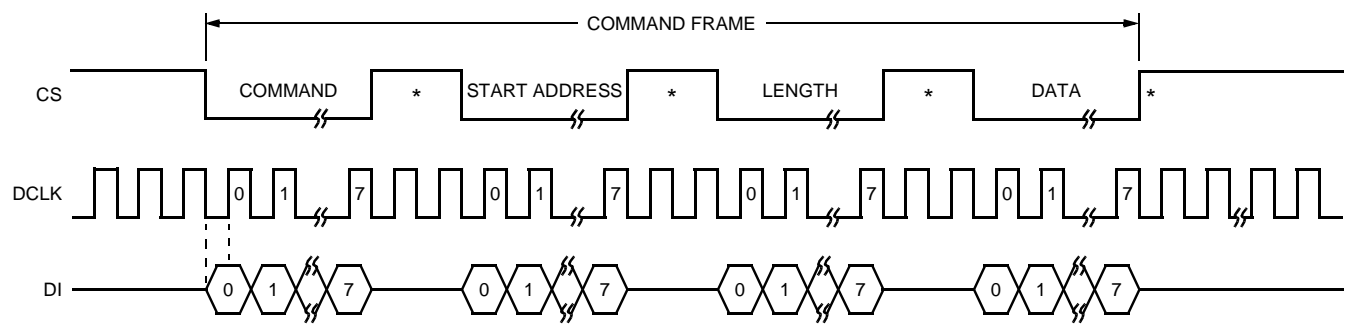 COMMAND FRAME
CS COMMAND * START ADDRESS * LENGTH * DATA *
DCLK 0 1 7 0 1 7 0 1 7 0 1 7
DI 0 1 7 0 1 7 0 1 7 0 1 7